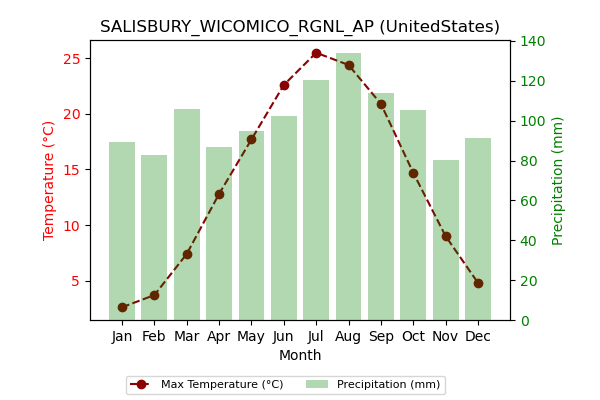 SALISBURY_WICOMICO_RGNL_AP (UnitedStates)
Temperature (°C)
25
20
15
10
5
140
120
100
80
60
40
20
0
Precipitation (mm)
Jan Feb Mar Apr May Jun Jul Aug Sep Oct Nov Dec
Month
Max Temperature (°C) Precipitation (mm)